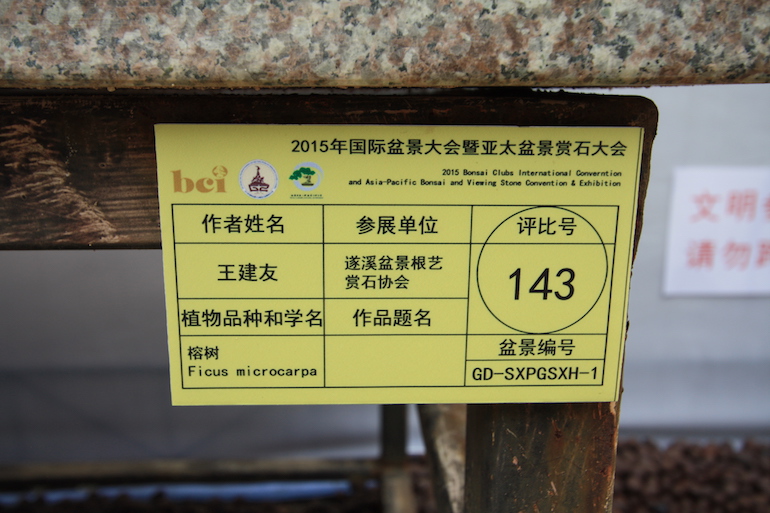 2015年国际盆景大会暨亚太盆景赏石大会
bci
2015 Bonsai Clubs International Converntion
and Asia-Pacific Bonsai and Viewing Stone Convention & Exhibition
作者姓名
参展单位
评比号
王建友
遂溪盆景根艺
赏石协会
143
植物品种和学名
作品题名
盆景编号
榕树
Ficus microcarpa
GD-SXPGSXH-1
文明
请勿